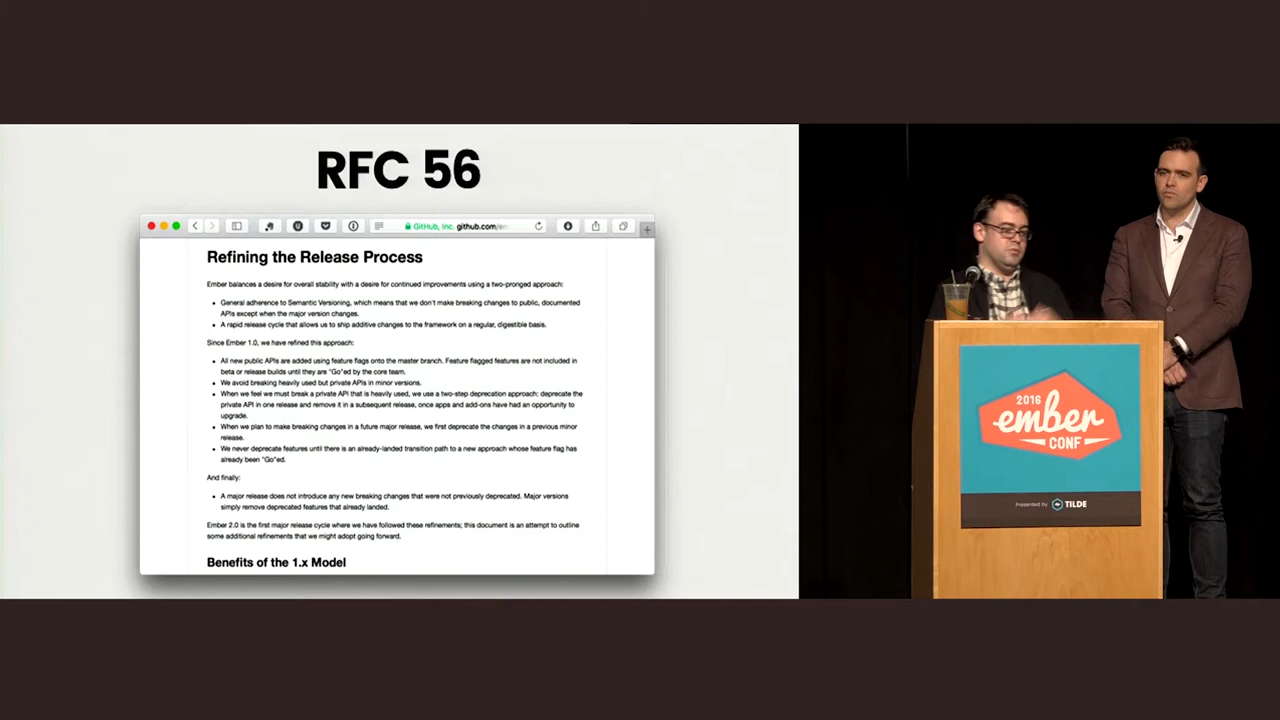 RFC 56
GitHub, Inc. github.com/em
Refining the Release Process
Ember balances a desire for overall stability with a desire for continued improvements using a two-pronged approach:
• General adherence to Semantic Versioning, which means that we don't make breaking changes to public, documented
APIs except when the major version changes.
• A rapid release cycle that allows us to ship additive changes to the framework on a regular, digestible basis.
Since Ember 1.0, we have refined this approach:
• All new public APIs are added using feature flags onto the master branch. Feature flagged features are not included in
beta or release builds until they are "Go"ed by the core team.
• We avoid breaking heavily used but private APIs in minor versions.
• When we feel we must break a private API that is heavily used, we use a two-step deprecation approach: deprecate the
private API in one release and remove it in a subsequent release, once apps and add-ons have had an opportunity to
upgrade.
• When we plan to make breaking changes in a future major release, we first deprecate the changes in a previous minor
release.
• We never deprecate features until there is an already-landed transition path to a new approach whose feature flag has
already been "Go"ed.
And finally:
• A major release does not introduce any new breaking changes that were not previously deprecated. Major versions
simply remove deprecated features that already landed.
Ember 2.0 is the first major release cycle where we have followed these refinements; this document is an attempt to outline
some additional refinements that we might adopt going forward.
Benefits of the 1.x Model
2016
ember
CONF
Presented by TILDE